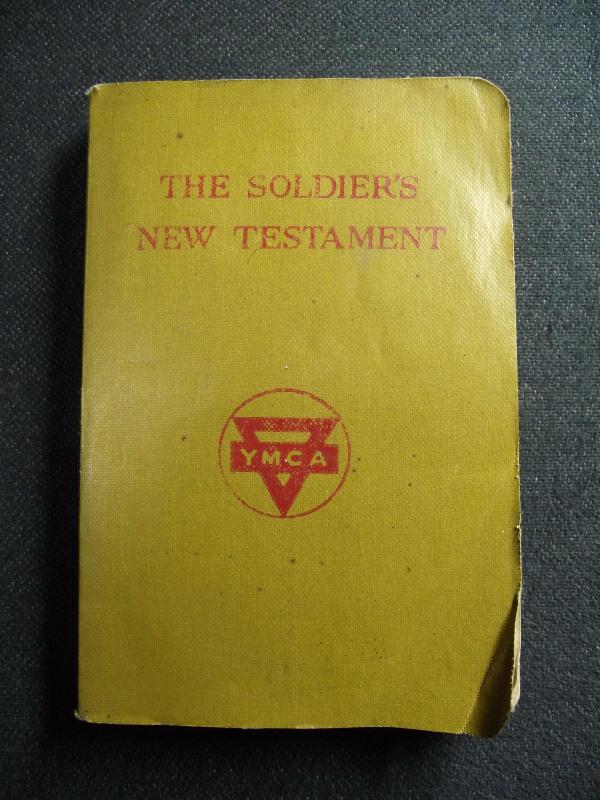 THE SOLDIER'S
NEW TESTAMENT
YMCA